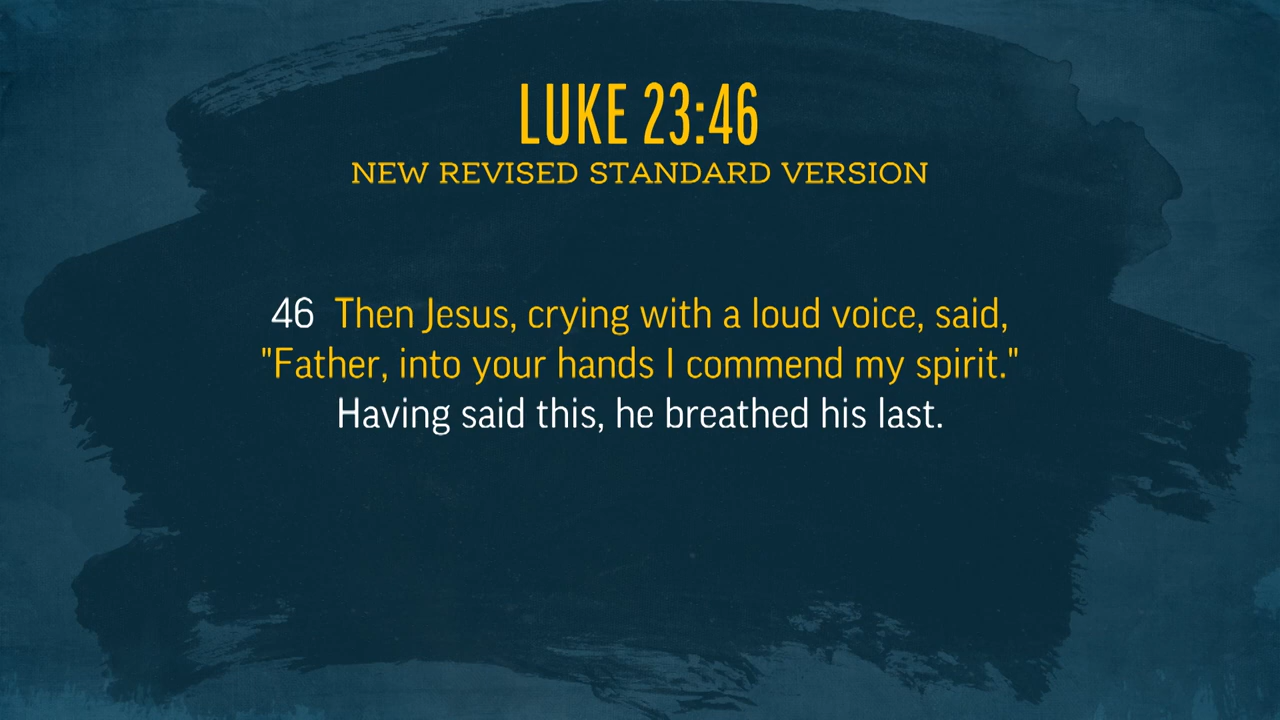 LUKE 23:46
NEW REVISED STANDARD VERSION
46 Then Jesus, crying with a loud voice, said,
"Father, into your hands I commend my spirit."
Having said this, he breathed his last.